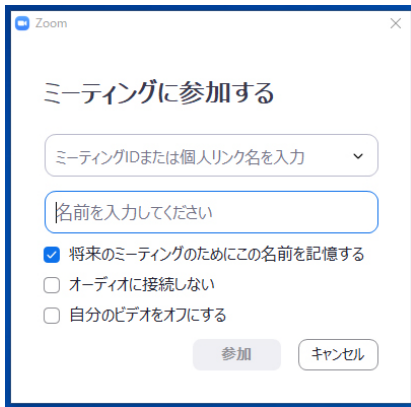 Zoom
ミーティングに参加する
ミーティングIDまたは個人リンク名を入力
名前を入力してください
将来のミーティングのためにこの名前を記憶する
オーディオに接続しない
自分のビデオをオフにする
参加 キャンセル